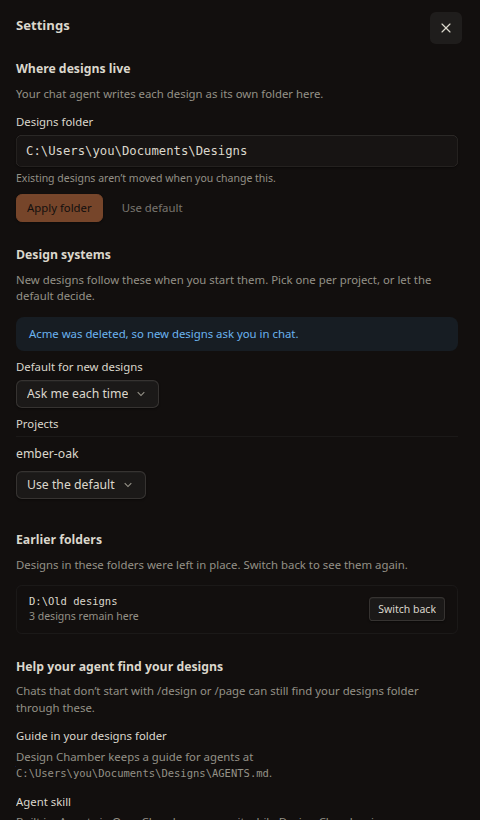 Settings
Where designs live
Your chat agent writes each design as its own folder here.
Designs folder
C:\Users\you\Documents\Designs
Existing designs aren't moved when you change this.
Apply folder
Use default
Design systems
New designs follow these when you start them. Pick one per project, or let the
default decide.
Acme was deleted, so new designs ask you in chat.
Default for new designs
Ask me each time
Projects
ember-oak
Use the default
Earlier folders
Designs in these folders were left in place. Switch back to see them again.
D:\Old designs
3 designs remain here
Switch back
Help your agent find your designs
Chats that don't start with /design or /page can still find your designs folder
through these.
Guide in your designs folder
Design Chamber keeps a guide for agents at
C:\Users\you\Documents\Designs\AGENTS.md.
Agent skill